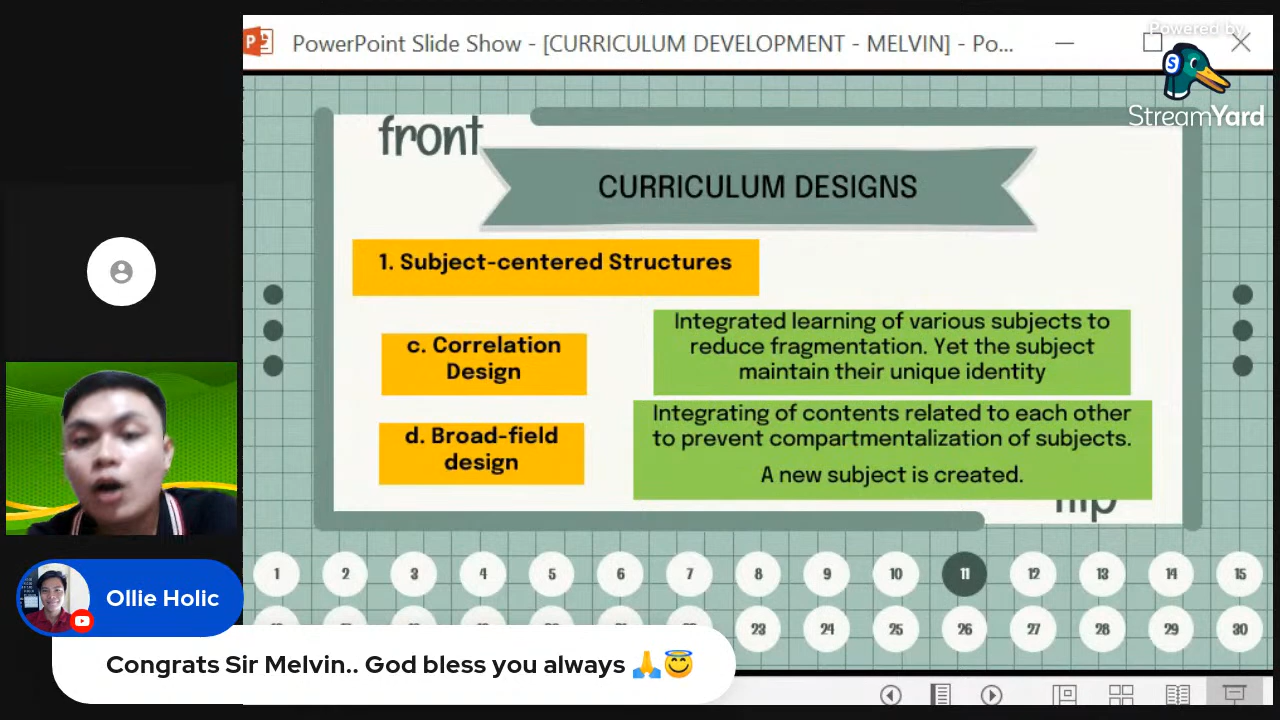 PowerPoint Slide Show - [CURRICULUM DEVELOPMENT - MELVIN] - Po...
Powered by
StreamYard
front
CURRICULUM DESIGNS
1. Subject-centered Structures
c. Correlation
Design
Integrated learning of various subjects to
reduce fragmentation. Yet the subject
maintain their unique identity
d. Broad-field
design
Integrating of contents related to each other
to prevent compartmentalization of subjects.
A new subject is created.
1 2 3 4 5 6 7 8 9 10 11 12 13 14 15
23 24 25 26 27 28 29 30
Ollie Holic
Congrats Sir Melvin.. God bless you always 🙏😇